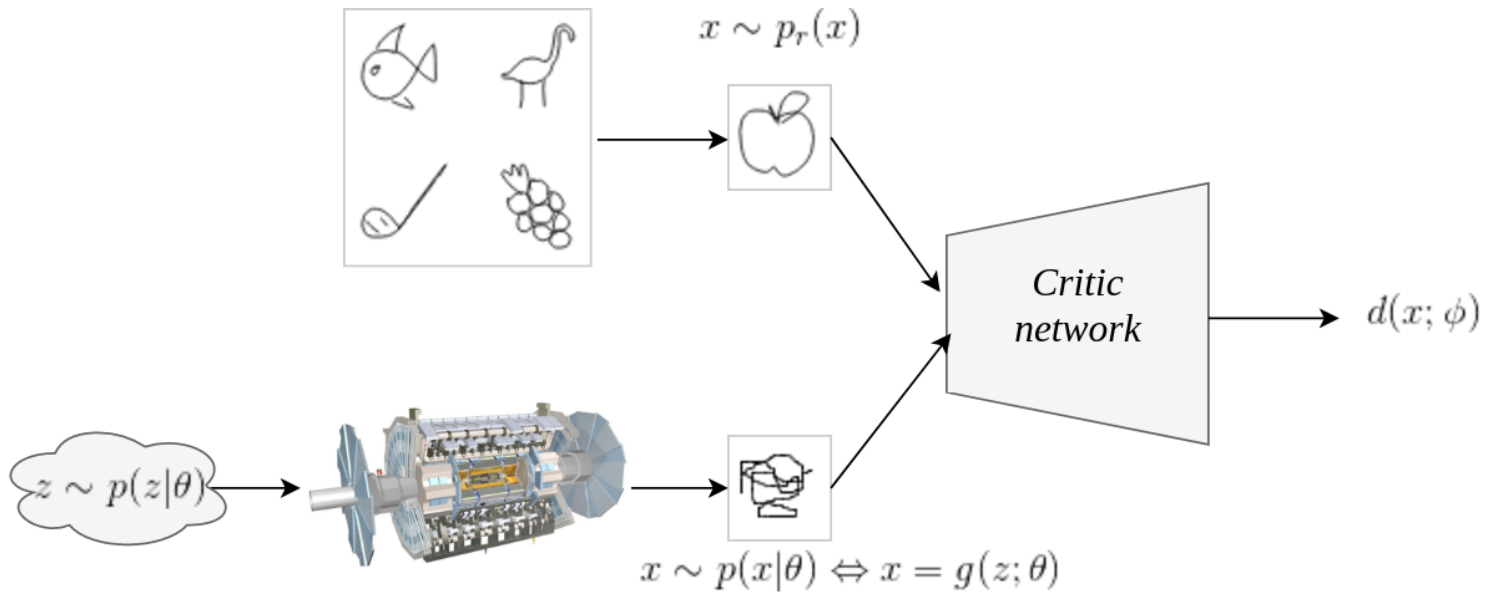 x ∼ p_r(x)
Critic
network
d(x; ϕ)
z ∼ p(z|θ)
x ∼ p(x|θ) ⇔ x = g(z; θ)